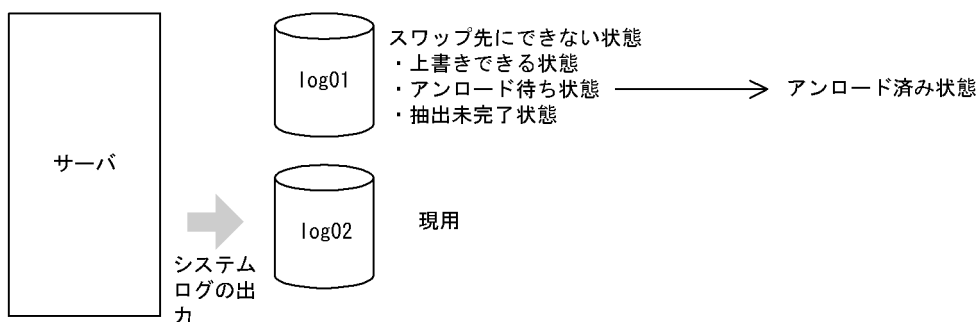 サーバ
システム
ログの出
力
log01
スワップ先にできない状態
・上書きできる状態
・アンロード待ち状態
・抽出未完了状態
アンロード済み状態
log02
現用